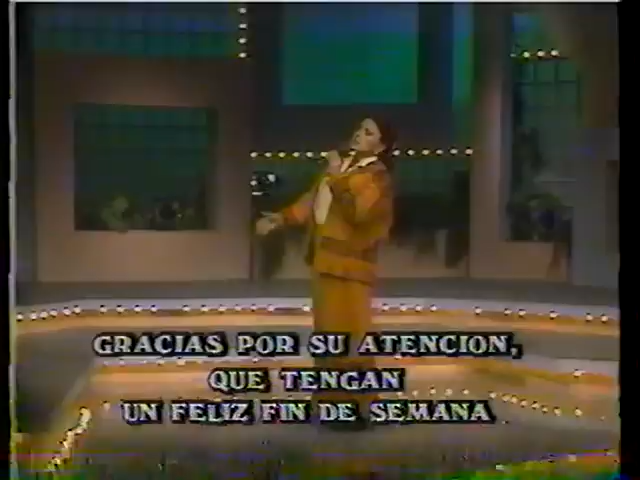 GRACIAS POR SU ATENCION,
QUE TENGAN
UN FELIZ FIN DE SEMANA